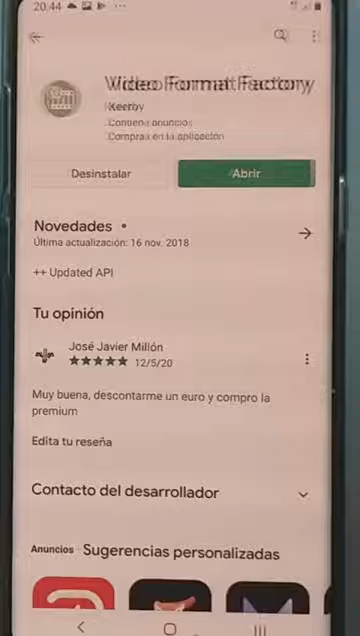 20.44
Video Format Factory
Keerby
Contiene anuncios
Compras en la aplicación
Desinstalar
Abrir
Novedades •
Última actualización: 16 nov. 2018
++ Updated API
Tu opinión
José Javier Millón
★★★★★ 12/5/20
Muy buena, descontarme un euro y compro la
premium
Edita tu reseña
Contacto del desarrollador
Anuncios · Sugerencias personalizadas